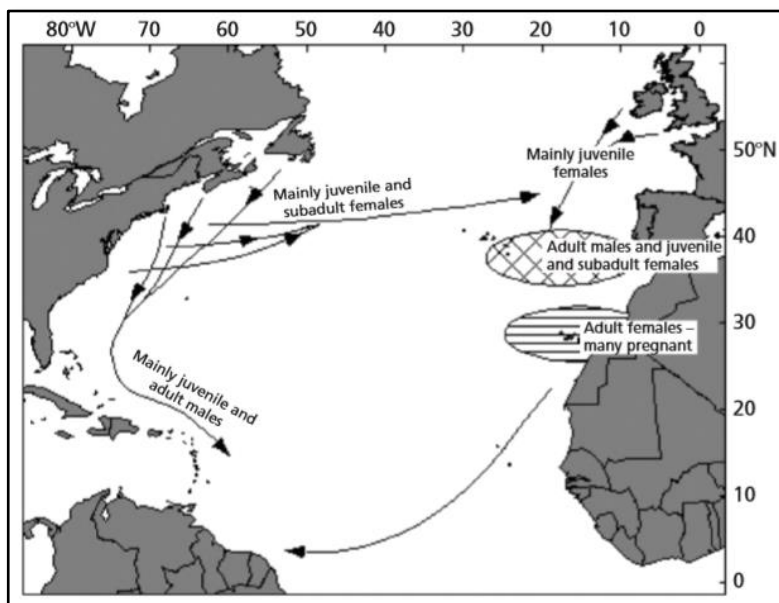 80°W 70 60 50 40 30 20 10 0
50°N
Mainly juvenile
females
Mainly juvenile and
subadult females
40
Adult males and juvenile
and subadult females
30
Adult females –
many pregnant
Mainly juvenile and
adult males
20
10
0